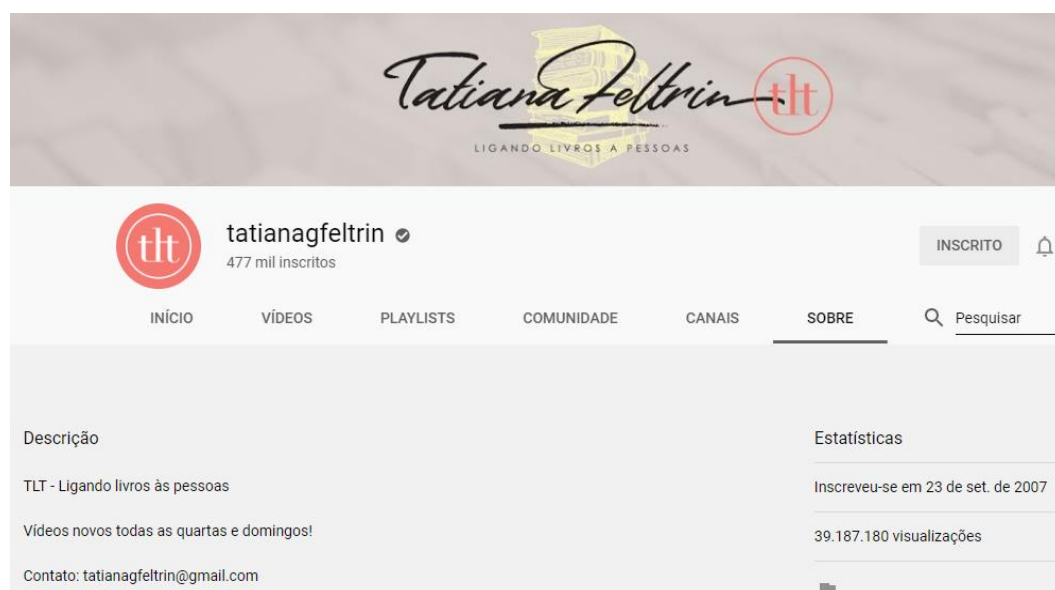 Tatiana Feltrin tlt
LIGANDO LIVROS A PESSOAS
tlt
tatianagfeltrin
477 mil inscritos
INSCRITO
INÍCIO VÍDEOS PLAYLISTS COMUNIDADE CANAIS SOBRE Pesquisar
Descrição
TLT - Ligando livros às pessoas
Vídeos novos todas as quartas e domingos!
Contato: tatianagfeltrin@gmail.com
Estatísticas
Inscreveu-se em 23 de set. de 2007
39.187.180 visualizações